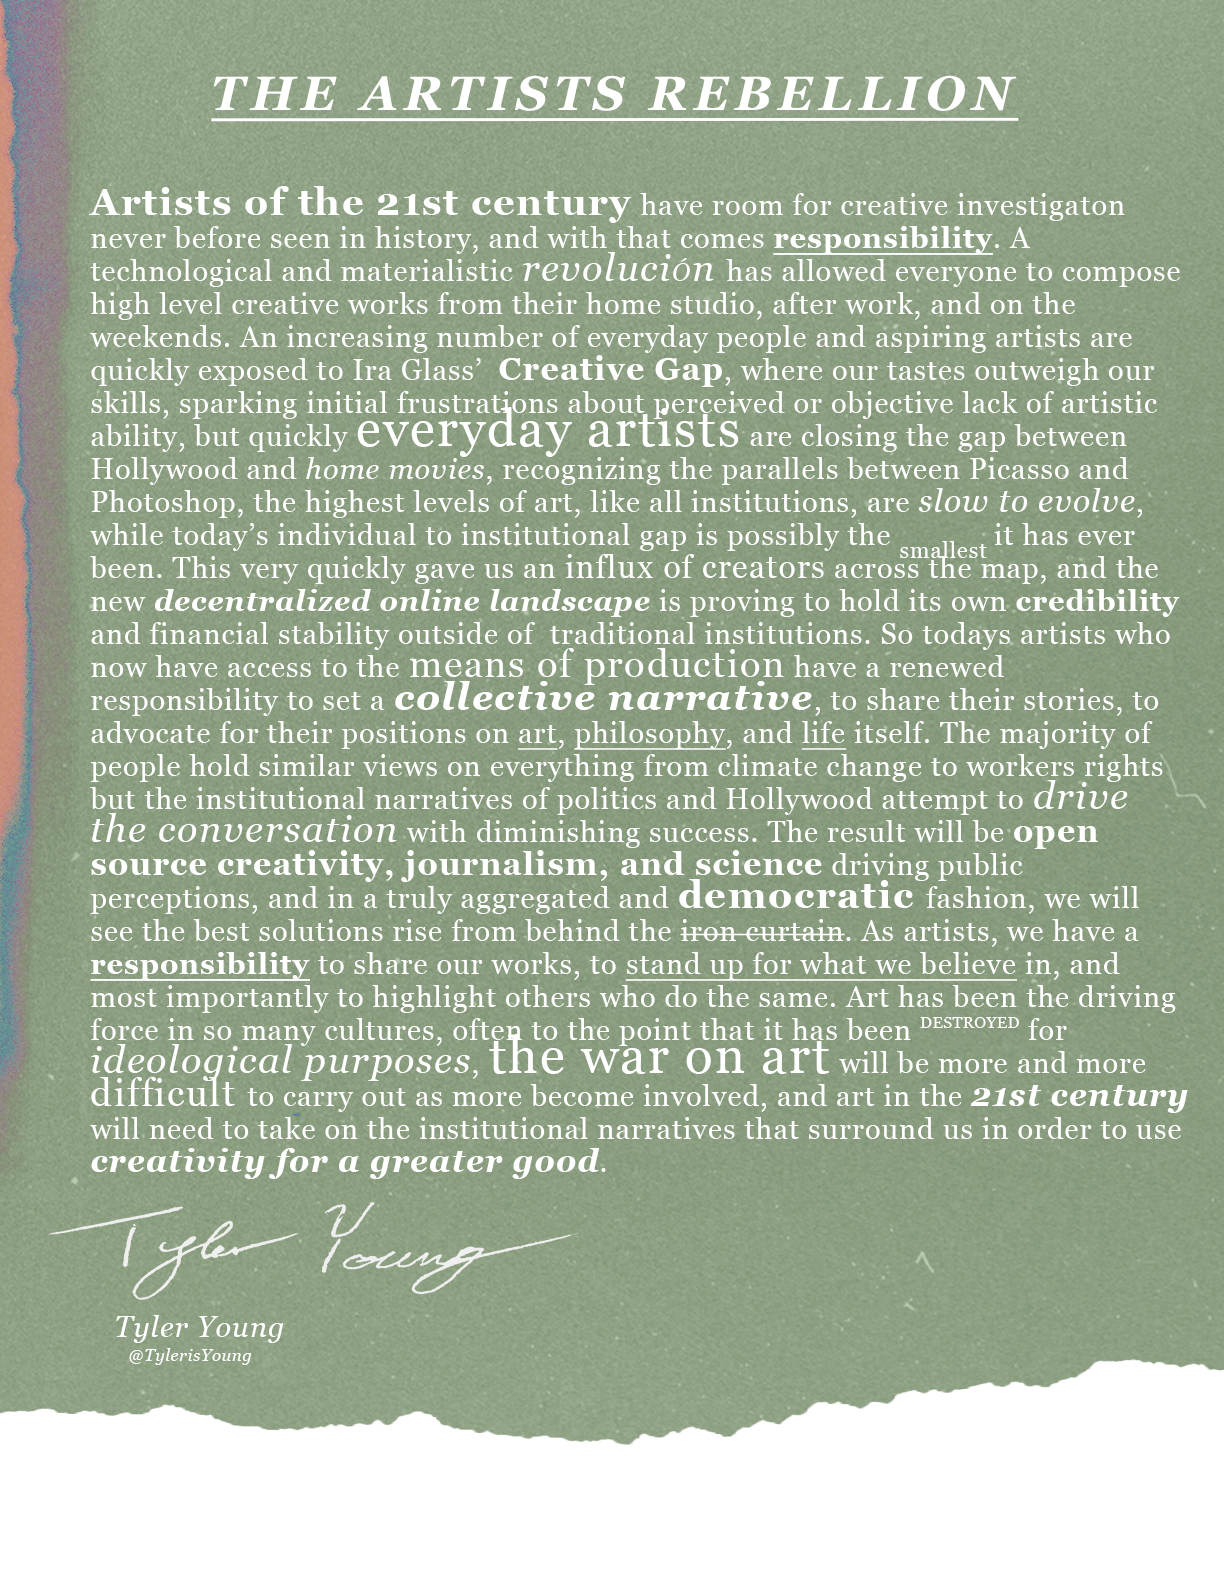 THE ARTISTS REBELLION
Artists of the 21st century have room for creative investigaton
never before seen in history, and with that comes responsibility. A
technological and materialistic revolución has allowed everyone to compose
high level creative works from their home studio, after work, and on the
weekends. An increasing number of everyday people and aspiring artists are
quickly exposed to Ira Glass’ Creative Gap, where our tastes outweigh our
skills, sparking initial frustrations about perceived or objective lack of artistic
ability, but quickly everyday artists are closing the gap between
Hollywood and home movies, recognizing the parallels between Picasso and
Photoshop, the highest levels of art, like all institutions, are slow to evolve,
while today’s individual to institutional gap is possibly the smallest it has ever
been. This very quickly gave us an influx of creators across the map, and the
new decentralized online landscape is proving to hold its own credibility
and financial stability outside of traditional institutions. So todays artists who
now have access to the means of production have a renewed
responsibility to set a collective narrative, to share their stories, to
advocate for their positions on art, philosophy, and life itself. The majority of
people hold similar views on everything from climate change to workers rights
but the institutional narratives of politics and Hollywood attempt to drive
the conversation with diminishing success. The result will be open
source creativity, journalism, and science driving public
perceptions, and in a truly aggregated and democratic fashion, we will
see the best solutions rise from behind the iron curtain. As artists, we have a
responsibility to share our works, to stand up for what we believe in, and
most importantly to highlight others who do the same. Art has been the driving
force in so many cultures, often to the point that it has been DESTROYED for
ideological purposes, the war on art will be more and more
difficult to carry out as more become involved, and art in the 21st century
will need to take on the institutional narratives that surround us in order to use
creativity for a greater good.
Tyler Young
Tyler Young
@TylerisYoung